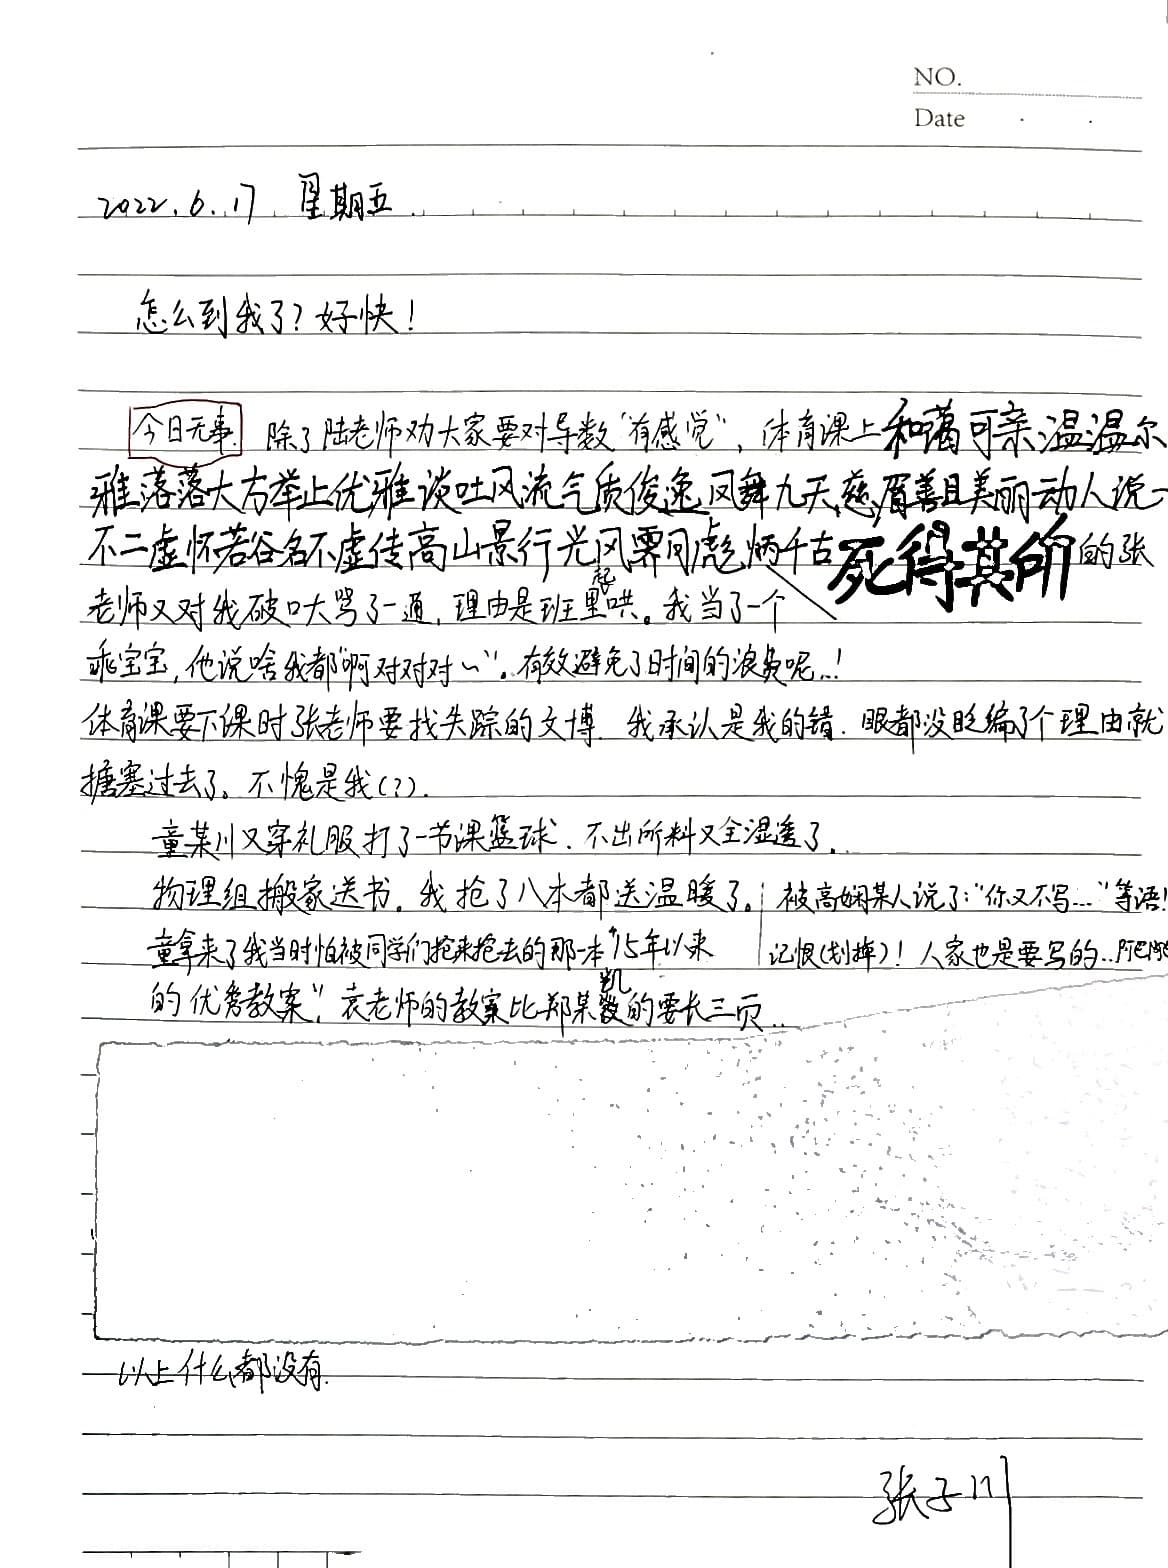 NO.
Date
2022.6.17 星期五
怎么到我了?好快!
今日无事. 除了陆老师劝大家要对导数“有感觉”, 体育课上和蔼可亲温温尔
雅落落大方举止优雅谈吐风流气质俊逸凤舞九天慈眉善目美丽动人说一
不二虚怀若谷名不虚传高山景行光风霁月彪炳千古死得其所的张
老师又对我破口大骂了一通,理由是班里起哄。我当了一个
乖宝宝,他说啥我都“啊对对对~”。有效避免了时间的浪费呢..!
体育课要下课时张老师要找失踪的文博. 我承认是我的错. 眼都没眨编了个理由就
搪塞过去了。不愧是我(?).
童某川又穿礼服打了一节课篮球. 不出所料又全湿透了.
物理组搬家送书。我抢了八本都送温暖了。
童拿来了我当时怕被同学们抢来抢去的那一本“15年以来
的优秀教案”,袁老师的教案比郑某凯的要长三页...
被高娴某人说了:“你又不写...”等语!
记恨(划掉)! 人家也是要写的..
以上什么都没有.
张子川